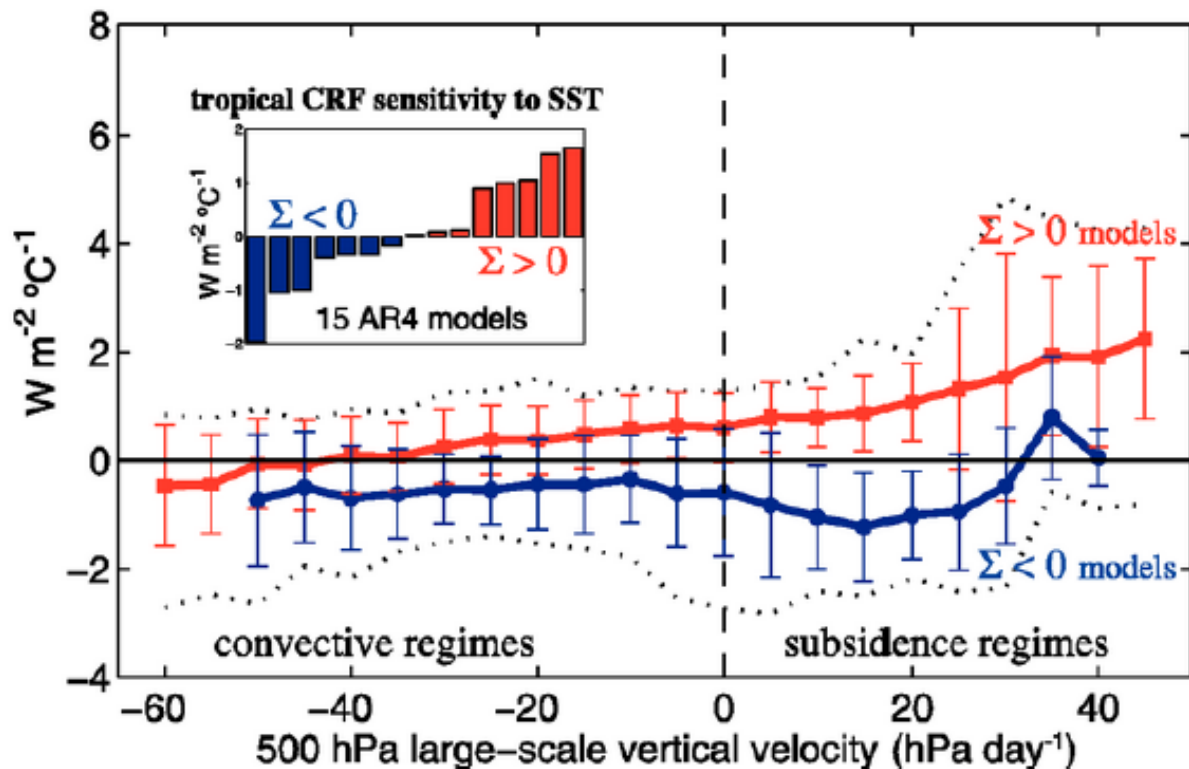 8
6
4
2
0
−2
−4
W m⁻² ºC⁻¹
tropical CRF sensitivity to SST
2
1
0
−1
−2
W m⁻² ºC⁻¹
Σ < 0
Σ > 0
15 AR4 models
Σ > 0 models
Σ < 0 models
convective regimes
subsidence regimes
−60 −40 −20 0 20 40
500 hPa large−scale vertical velocity (hPa day⁻¹)